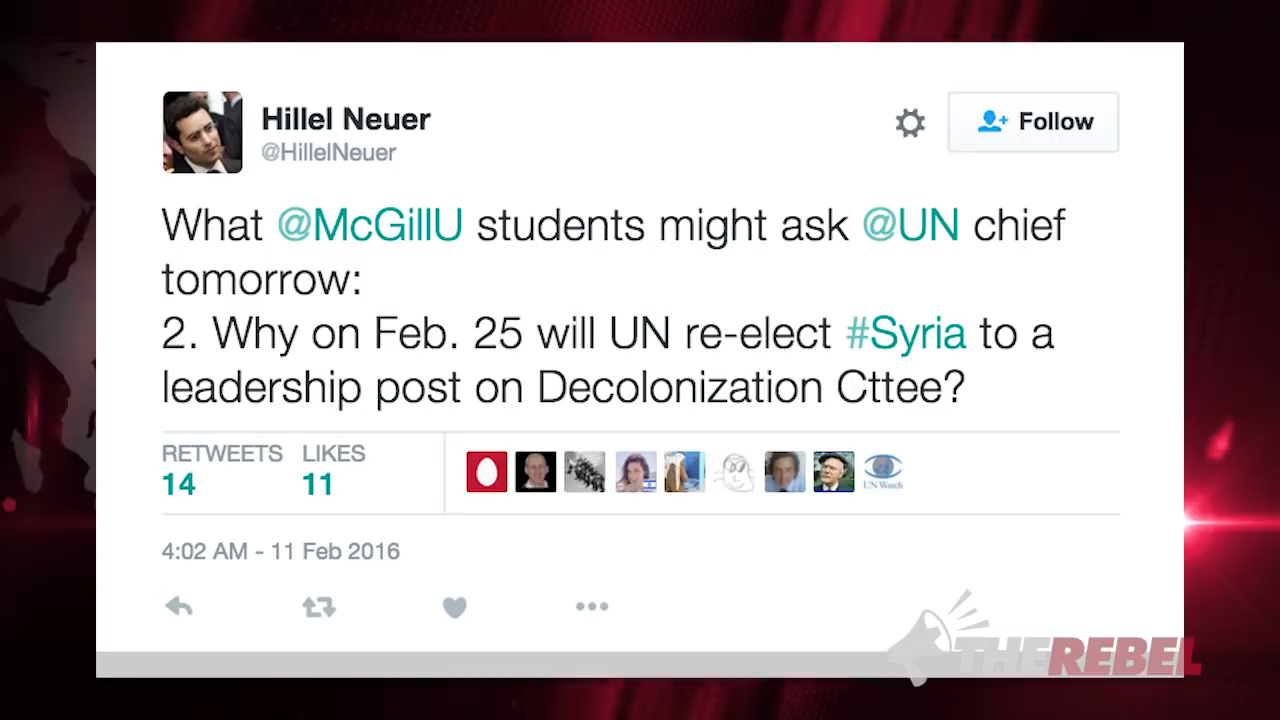 Hillel Neuer
@HillelNeuer
Follow
What @McGillU students might ask @UN chief
tomorrow:
2. Why on Feb. 25 will UN re-elect #Syria to a
leadership post on Decolonization Cttee?
RETWEETS LIKES
14 11
UN Watch
4:02 AM - 11 Feb 2016
THEREBEL